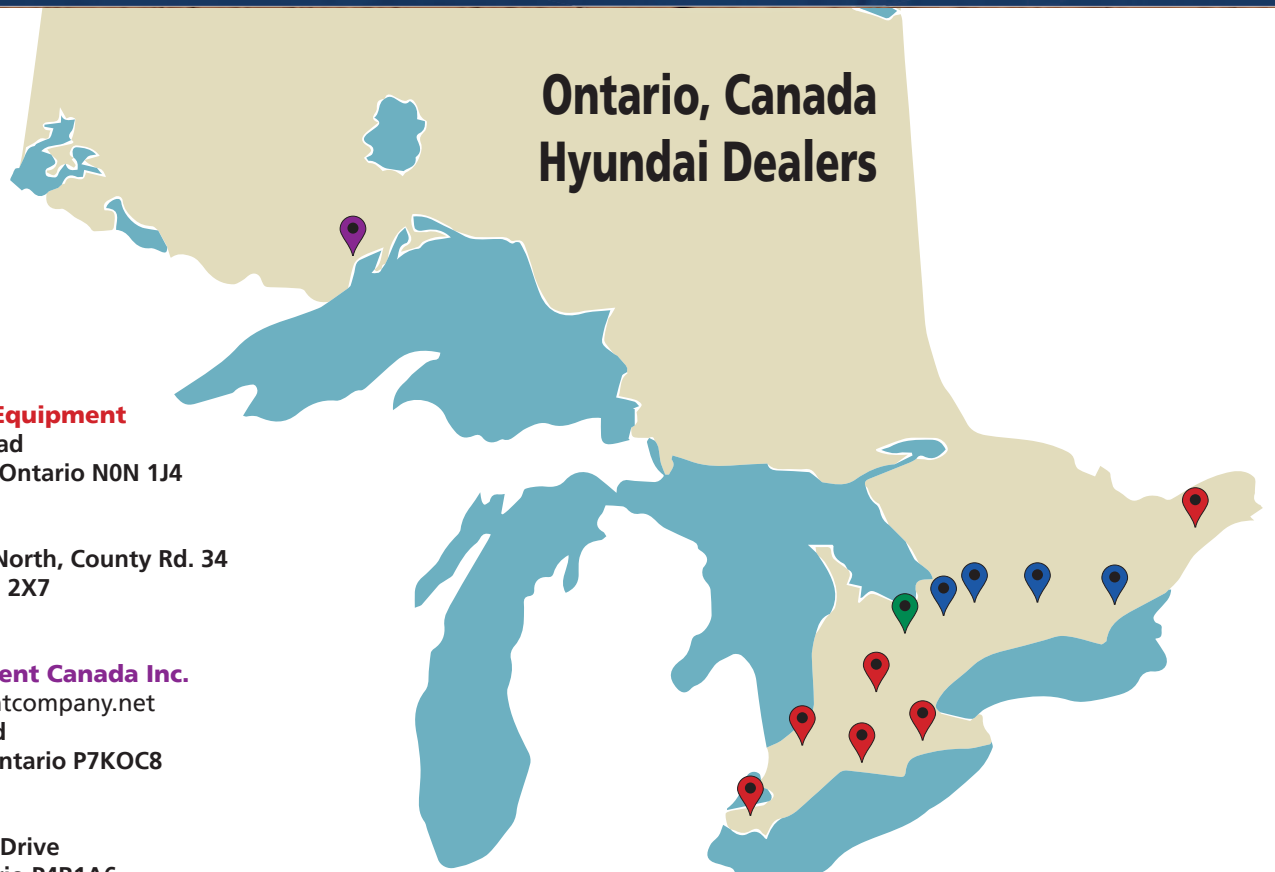 Ontario, Canada
Hyundai Dealers
Equipment
ad
Ontario N0N 1J4
North, County Rd. 34
2X7
ent Canada Inc.
tcompany.net
d
ntario P7KOC8
Drive